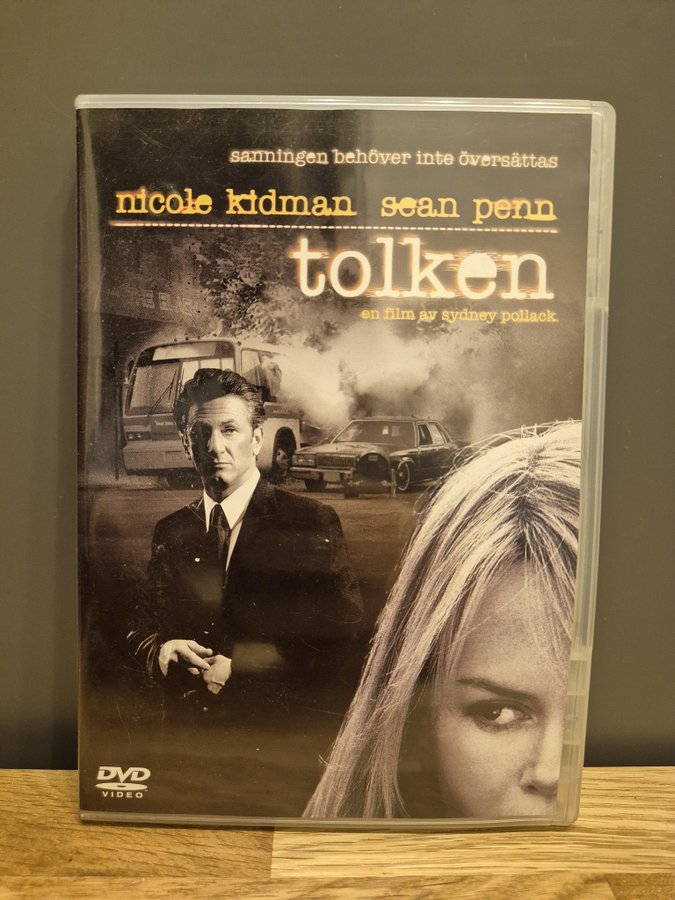 sanningen behöver inte översättas
nicole kidman sean penn
tolken
en film av sydney pollack
DVD
VIDEO